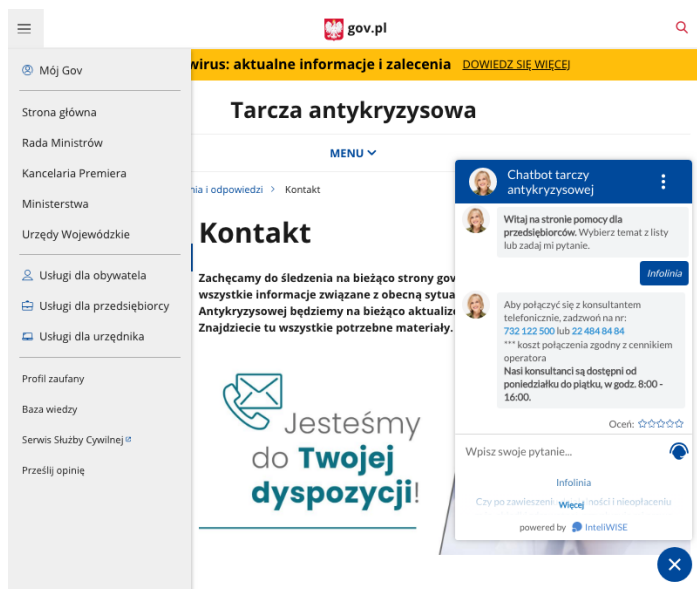 gov.pl
Mój Gov
Strona główna
Rada Ministrów
Kancelaria Premiera
Ministerstwa
Urzędy Wojewódzkie
Usługi dla obywatela
Usługi dla przedsiębiorcy
Usługi dla urzędnika
Profil zaufany
Baza wiedzy
Serwis Służby Cywilnej
Prześlij opinię
wirus: aktualne informacje i zalecenia DOWIEDZ SIĘ WIĘCEJ
Tarcza antykryzysowa
MENU
nia i odpowiedzi > Kontakt
Kontakt
Zachęcamy do śledzenia na bieżąco strony gov
wszystkie informacje związane z obecną sytua
Antykryzysowej będziemy na bieżąco aktualiz
Znajdziecie tu wszystkie potrzebne materiały.
Jesteśmy
do Twojej
dyspozycji!
Chatbot tarczy
antykryzysowej
Witaj na stronie pomocy dla
przedsiębiorców. Wybierz temat z listy
lub zadaj mi pytanie.
Infolinia
Aby połączyć się z konsultantem
telefonicznie, zadzwoń na nr:
732 122 500 lub 22 484 84 84
*** koszt połączenia zgodny z cennikiem
operatora
Nasi konsultanci są dostępni od
poniedziałku do piątku, w godz. 8:00 -
16:00.
Oceń:
Wpisz swoje pytanie...
Infolinia
Czy po zawieszen ności i nieopłaceniu
Więcej
powered by InteliWISE